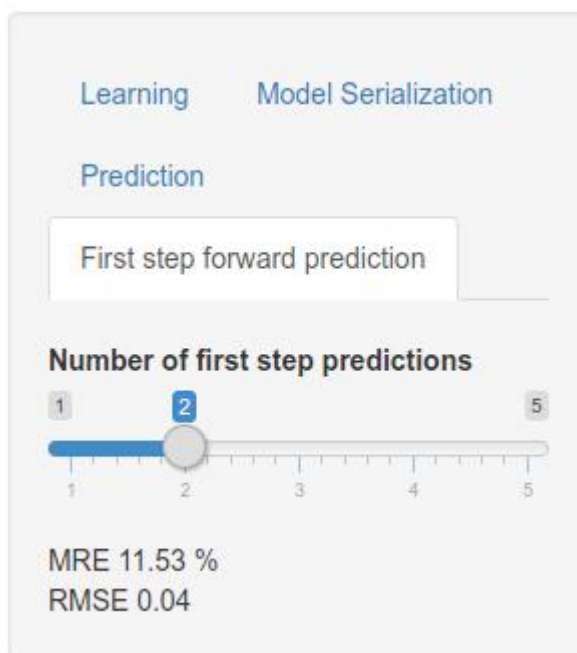 Learning Model Serialization
Prediction
First step forward prediction
Number of first step predictions
1 2 5
1 2 3 4 5
MRE 11.53 %
RMSE 0.04